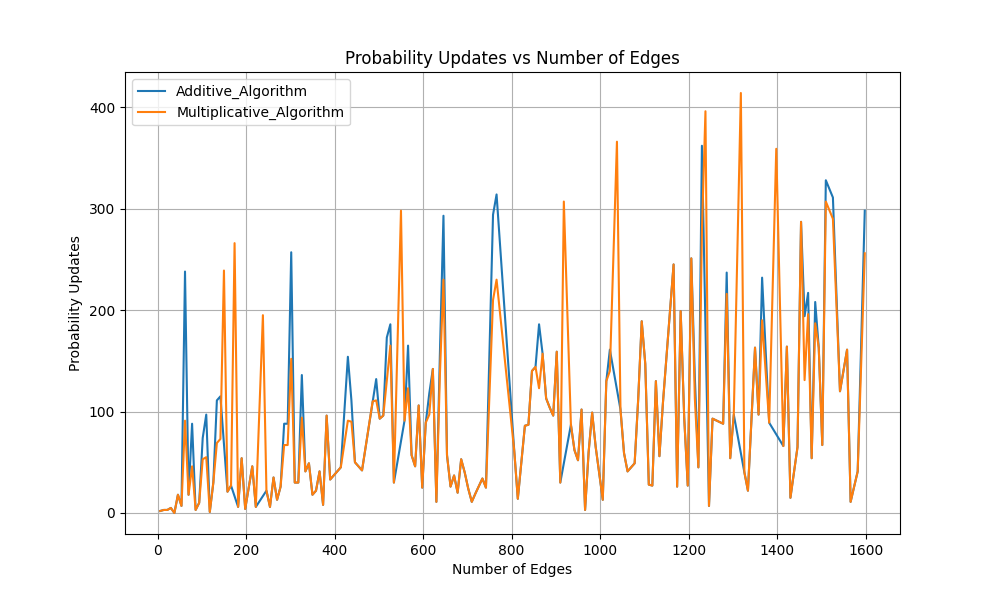 Probability Updates vs Number of Edges
Additive_Algorithm
Multiplicative_Algorithm
Probability Updates
400
300
200
100
0
0 200 400 600 800 1000 1200 1400 1600
Number of Edges